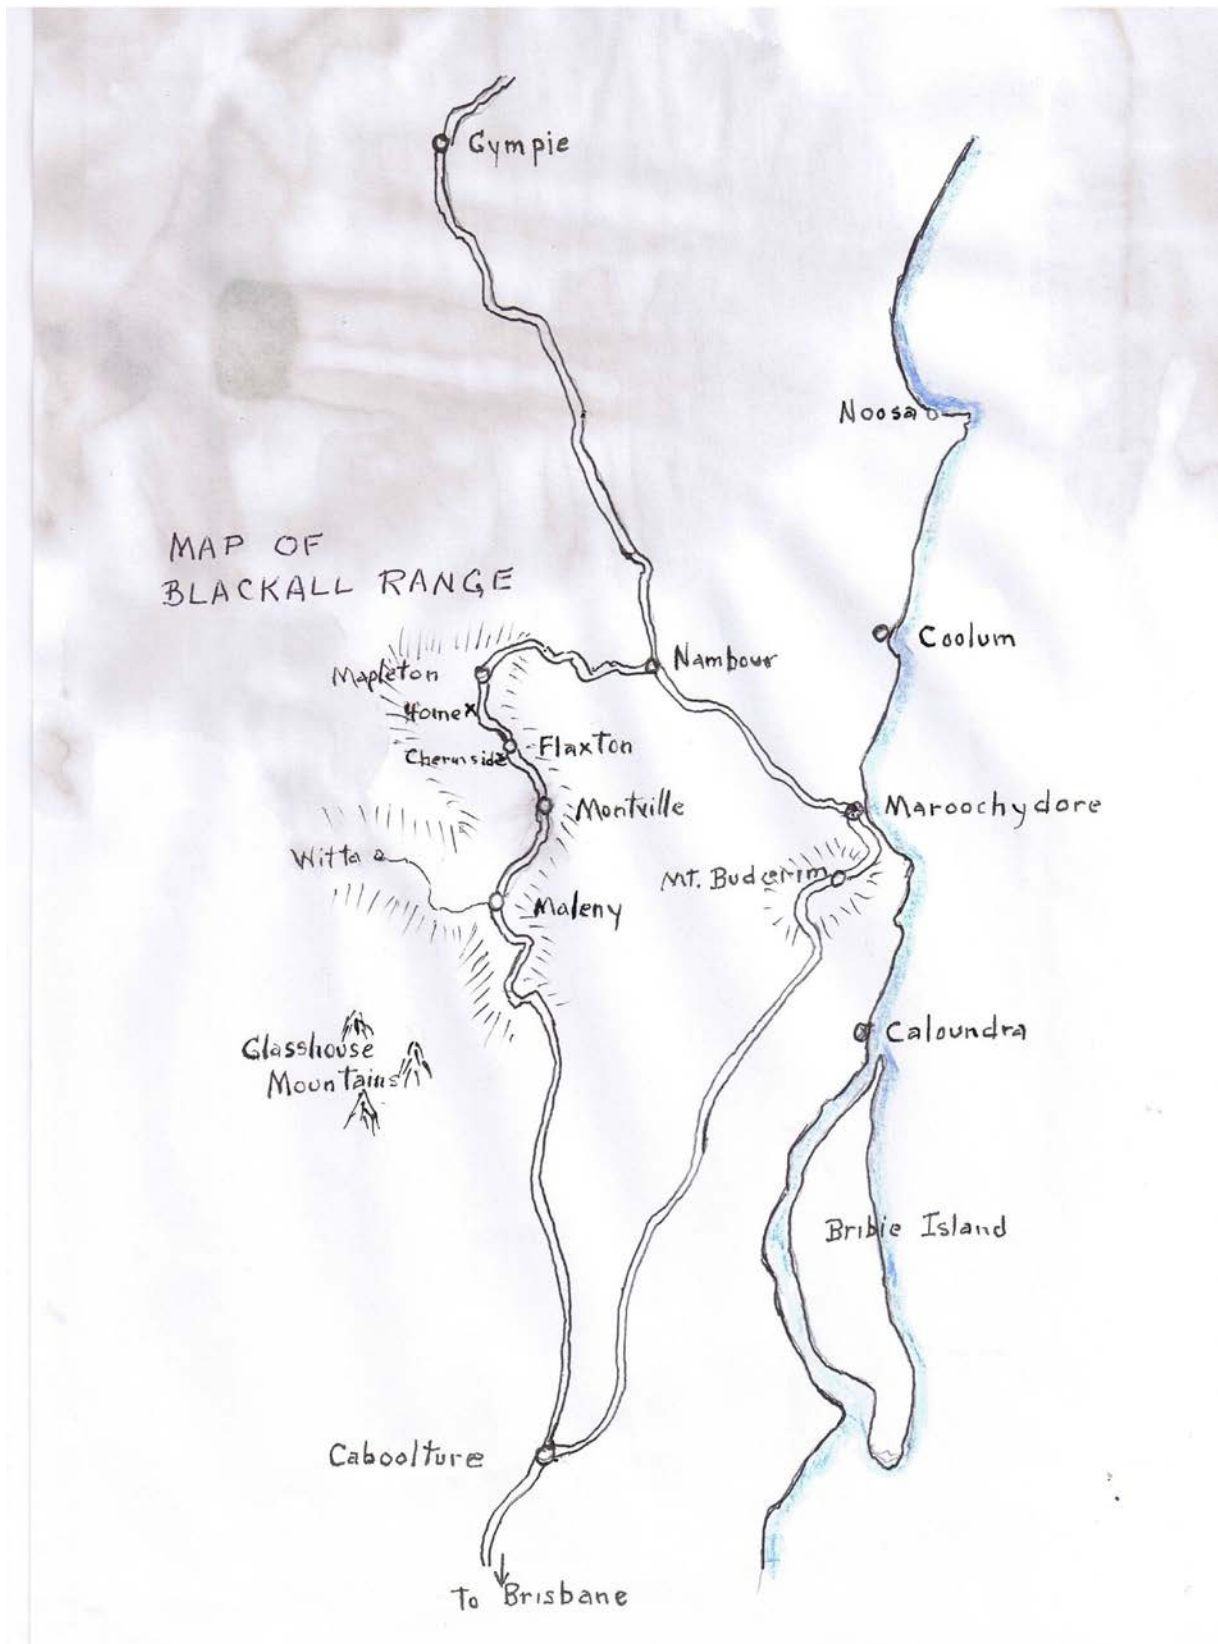 Gympie
Noosa
MAP OF
BLACKALL RANGE
Coolum
Nambour
Mapleton
Home
Flaxton
Chermside
Montville
Maroochydore
Witta
Mt. Buderim
Maleny
Caloundra
Glasshouse
Mountains
Bribie Island
Caboolture
To Brisbane